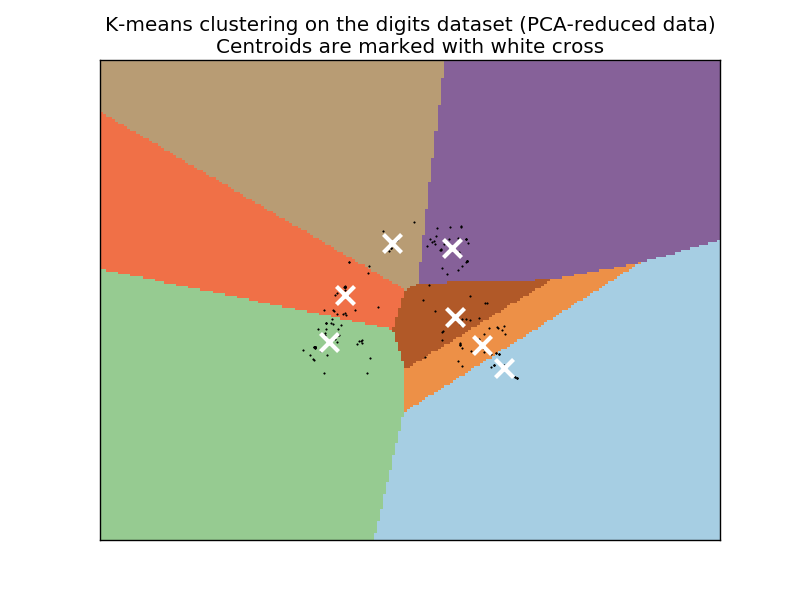 K-means clustering on the digits dataset (PCA-reduced data)
Centroids are marked with white cross